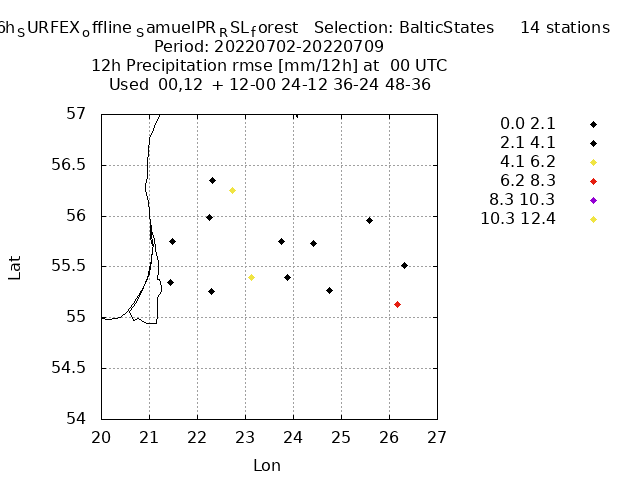 6h_SURFEX_offline_SamuelPR_RSL_forest Selection: BalticStates 14 stations
Period: 20220702-20220709
12h Precipitation rmse [mm/12h] at 00 UTC
Used 00,12 + 12-00 24-12 36-24 48-36
57
56.5
56
55.5
55
54.5
54
20 21 22 23 24 25 26 27
Lat
Lon
0.0 2.1
2.1 4.1
4.1 6.2
6.2 8.3
8.3 10.3
10.3 12.4